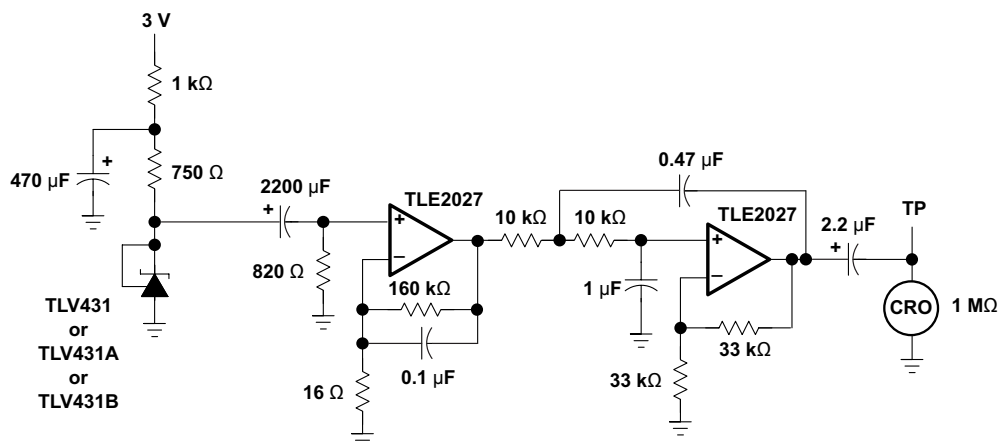 3 V
1 kΩ
470 µF
+
750 Ω
2200 µF
+
TLE2027
+
−
820 Ω
160 kΩ
0.1 µF
16 Ω
10 kΩ
10 kΩ
0.47 µF
TLE2027
+
−
1 µF
33 kΩ
33 kΩ
2.2 µF
+
TP
CRO
1 MΩ
TLV431
or
TLV431A
or
TLV431B